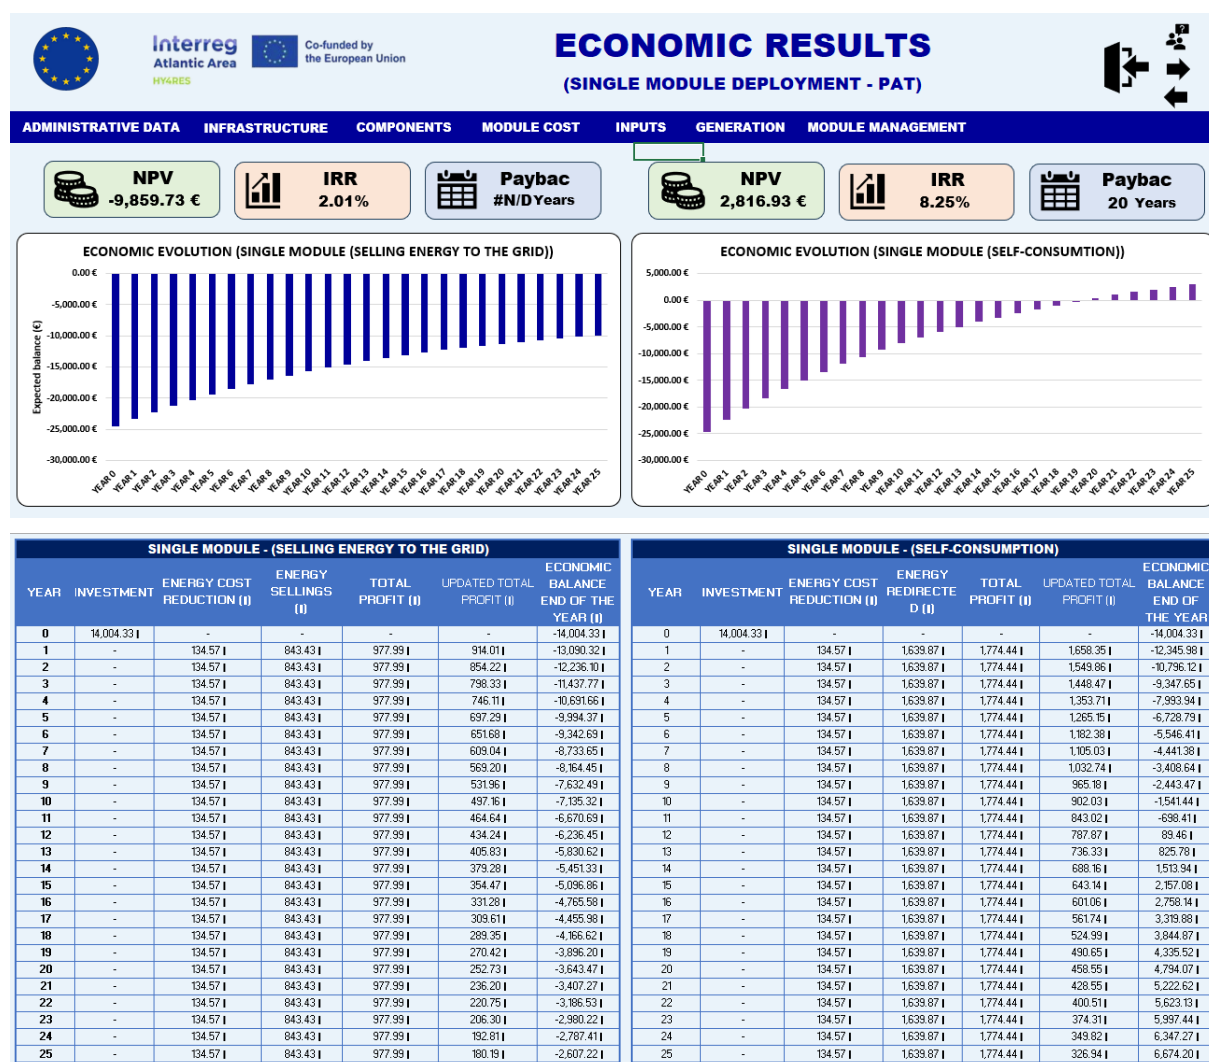 Interreg
Atlantic Area
HY4RES
Co-funded by
the European Union
ECONOMIC RESULTS
(SINGLE MODULE DEPLOYMENT - PAT)
ADMINISTRATIVE DATA INFRASTRUCTURE COMPONENTS MODULE COST INPUTS GENERATION MODULE MANAGEMENT
NPV
-9,859.73 €
IRR
2.01%
Paybac
#N/D Years
NPV
2,816.93 €
IRR
8.25%
Paybac
20 Years
ECONOMIC EVOLUTION (SINGLE MODULE (SELLING ENERGY TO THE GRID))
Expected balance (€)
0.00 €
-5,000.00 €
-10,000.00 €
-15,000.00 €
-20,000.00 €
-25,000.00 €
-30,000.00 €
YEAR 0 YEAR 1 YEAR 2 YEAR 3 YEAR 4 YEAR 5 YEAR 6 YEAR 7 YEAR 8 YEAR 9 YEAR 10 YEAR 11 YEAR 12 YEAR 13 YEAR 14 YEAR 15 YEAR 16 YEAR 17 YEAR 18 YEAR 19 YEAR 20 YEAR 21 YEAR 22 YEAR 23 YEAR 24 YEAR 25
ECONOMIC EVOLUTION (SINGLE MODULE (SELF-CONSUMTION))
5,000.00 €
0.00 €
-5,000.00 €
-10,000.00 €
-15,000.00 €
-20,000.00 €
-25,000.00 €
-30,000.00 €
YEAR 0 YEAR 1 YEAR 2 YEAR 3 YEAR 4 YEAR 5 YEAR 6 YEAR 7 YEAR 8 YEAR 9 YEAR 10 YEAR 11 YEAR 12 YEAR 13 YEAR 14 YEAR 15 YEAR 16 YEAR 17 YEAR 18 YEAR 19 YEAR 20 YEAR 21 YEAR 22 YEAR 23 YEAR 24 YEAR 25
SINGLE MODULE - (SELLING ENERGY TO THE GRID)
YEAR INVESTMENT ENERGY COST REDUCTION (I) ENERGY SELLINGS (I) TOTAL PROFIT (I) UPDATED TOTAL PROFIT (I) ECONOMIC BALANCE END OF THE YEAR (I)
0 14,004.33 - - - - -14,004.33
1 - 134.57 843.43 977.99 914.01 -13,090.32
2 - 134.57 843.43 977.99 854.22 -12,236.10
3 - 134.57 843.43 977.99 798.33 -11,437.77
4 - 134.57 843.43 977.99 746.11 -10,691.66
5 - 134.57 843.43 977.99 697.29 -9,994.37
6 - 134.57 843.43 977.99 651.68 -9,342.69
7 - 134.57 843.43 977.99 609.04 -8,733.65
8 - 134.57 843.43 977.99 569.20 -8,164.45
9 - 134.57 843.43 977.99 531.96 -7,632.49
10 - 134.57 843.43 977.99 497.16 -7,135.32
11 - 134.57 843.43 977.99 464.64 -6,670.69
12 - 134.57 843.43 977.99 434.24 -6,236.45
13 - 134.57 843.43 977.99 405.83 -5,830.62
14 - 134.57 843.43 977.99 379.28 -5,451.33
15 - 134.57 843.43 977.99 354.47 -5,096.86
16 - 134.57 843.43 977.99 331.28 -4,765.58
17 - 134.57 843.43 977.99 309.61 -4,455.98
18 - 134.57 843.43 977.99 289.35 -4,166.62
19 - 134.57 843.43 977.99 270.42 -3,896.20
20 - 134.57 843.43 977.99 252.73 -3,643.47
21 - 134.57 843.43 977.99 236.20 -3,407.27
22 - 134.57 843.43 977.99 220.75 -3,186.53
23 - 134.57 843.43 977.99 206.30 -2,980.22
24 - 134.57 843.43 977.99 192.81 -2,787.41
25 - 134.57 843.43 977.99 180.19 -2,607.22
SINGLE MODULE - (SELF-CONSUMPTION)
YEAR INVESTMENT ENERGY COST REDUCTION (I) ENERGY REDIRECTE D (I) TOTAL PROFIT (I) UPDATED TOTAL PROFIT (I) ECONOMIC BALANCE END OF THE YEAR
0 14,004.33 - - - - -14,004.33
1 - 134.57 1,639.87 1,774.44 1,658.35 -12,345.98
2 - 134.57 1,639.87 1,774.44 1,549.86 -10,796.12
3 - 134.57 1,639.87 1,774.44 1,448.47 -9,347.65
4 - 134.57 1,639.87 1,774.44 1,353.71 -7,993.94
5 - 134.57 1,639.87 1,774.44 1,265.15 -6,728.79
6 - 134.57 1,639.87 1,774.44 1,182.38 -5,546.41
7 - 134.57 1,639.87 1,774.44 1,105.03 -4,441.38
8 - 134.57 1,639.87 1,774.44 1,032.74 -3,408.64
9 - 134.57 1,639.87 1,774.44 965.18 -2,443.47
10 - 134.57 1,639.87 1,774.44 902.03 -1,541.44
11 - 134.57 1,639.87 1,774.44 843.02 -698.41
12 - 134.57 1,639.87 1,774.44 787.87 89.46
13 - 134.57 1,639.87 1,774.44 736.33 825.78
14 - 134.57 1,639.87 1,774.44 688.16 1,513.94
15 - 134.57 1,639.87 1,774.44 643.14 2,157.08
16 - 134.57 1,639.87 1,774.44 601.06 2,758.14
17 - 134.57 1,639.87 1,774.44 561.74 3,319.88
18 - 134.57 1,639.87 1,774.44 524.99 3,844.87
19 - 134.57 1,639.87 1,774.44 490.65 4,335.52
20 - 134.57 1,639.87 1,774.44 458.55 4,794.07
21 - 134.57 1,639.87 1,774.44 428.55 5,222.62
22 - 134.57 1,639.87 1,774.44 400.51 5,623.13
23 - 134.57 1,639.87 1,774.44 374.31 5,997.44
24 - 134.57 1,639.87 1,774.44 349.82 6,347.27
25 - 134.57 1,639.87 1,774.44 326.94 6,674.20